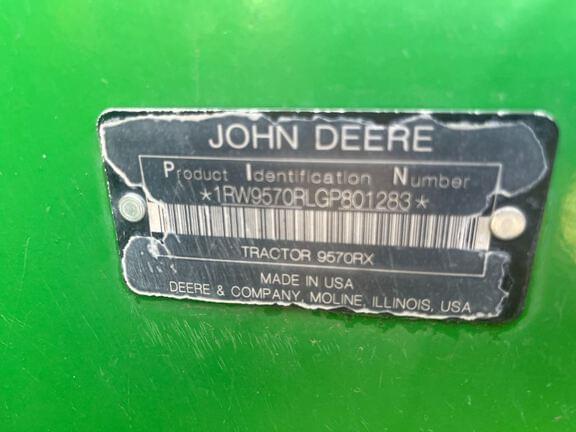 JOHN DEERE
Product Identification Number
*1RW9570RLGP801283*
TRACTOR 9570RX
MADE IN USA
DEERE & COMPANY, MOLINE, ILLINOIS, USA